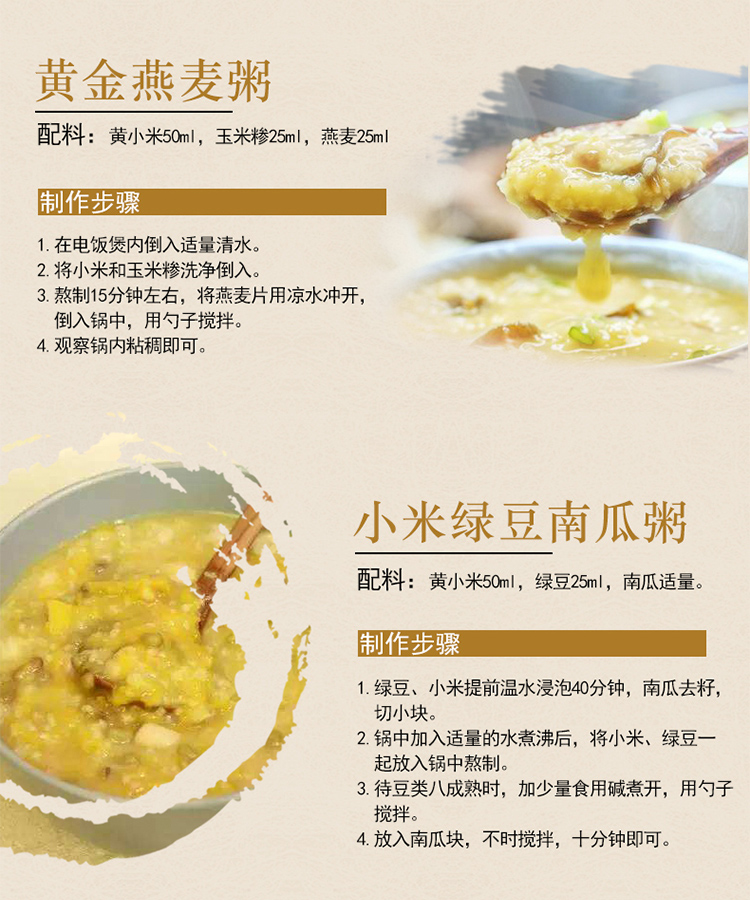 黄金燕麦粥
配料：黄小米50ml，玉米糁25ml，燕麦25ml
制作步骤
1. 在电饭煲内倒入适量清水。
2. 将小米和玉米糁洗净倒入。
3. 熬制15分钟左右，将燕麦片用凉水冲开，
倒入锅中，用勺子搅拌。
4. 观察锅内粘稠即可。
小米绿豆南瓜粥
配料：黄小米50ml，绿豆25ml，南瓜适量。
制作步骤
1. 绿豆、小米提前温水浸泡40分钟，南瓜去籽，
切小块。
2. 锅中加入适量的水煮沸后，将小米、绿豆一
起放入锅中熬制。
3. 待豆类八成熟时，加少量食用碱煮开，用勺子
搅拌。
4. 放入南瓜块，不时搅拌，十分钟即可。